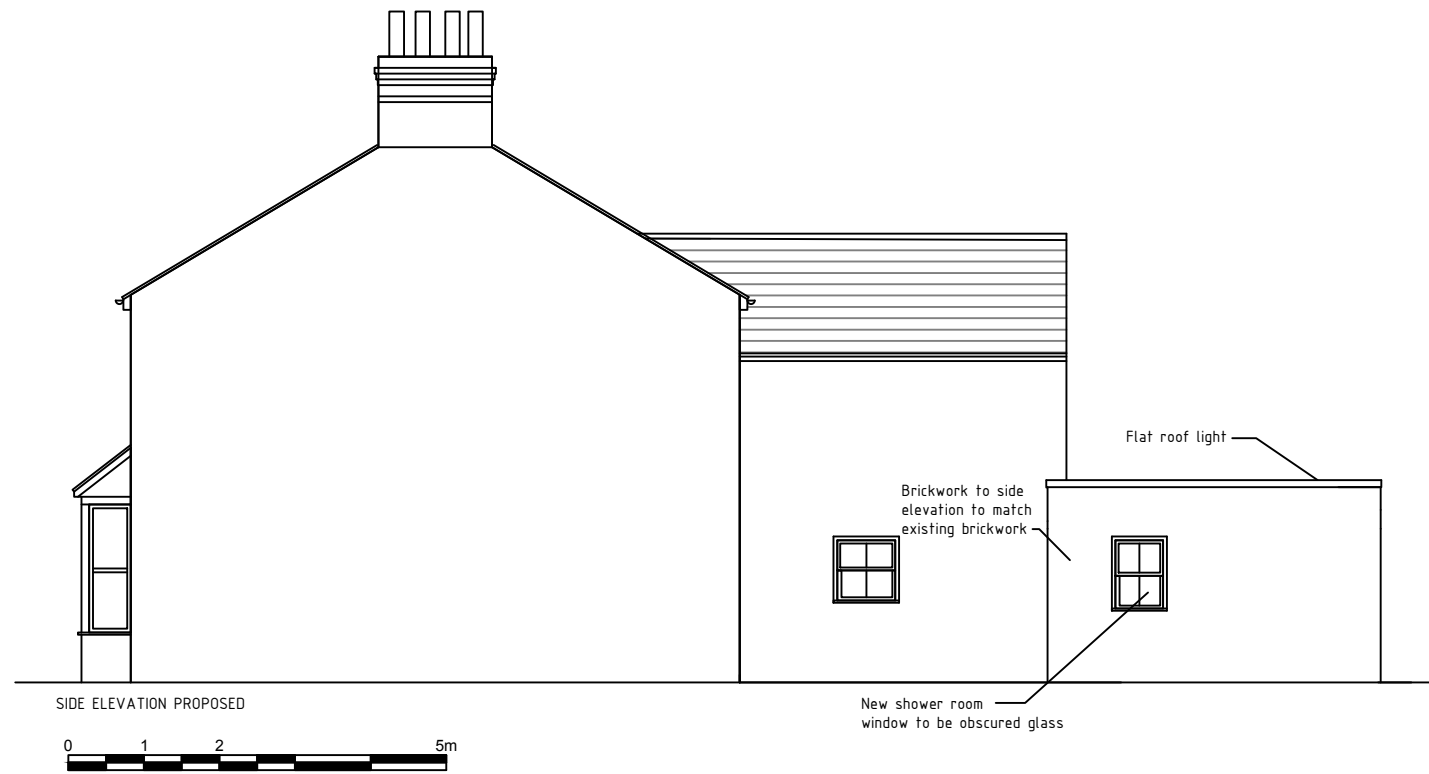 Flat roof light
Brickwork to side
elevation to match
existing brickwork
SIDE ELEVATION PROPOSED
New shower room
window to be obscured glass
0 1 2 5m